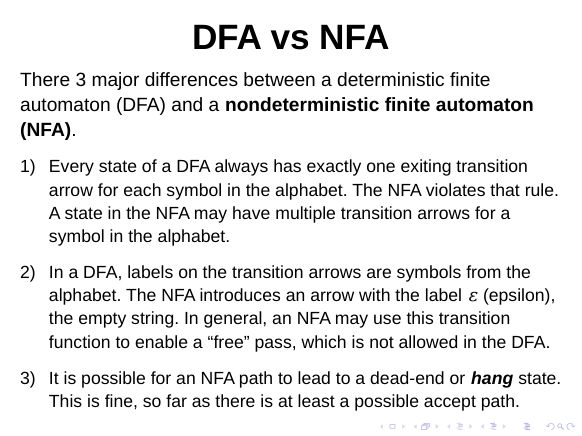 DFA vs NFA
There 3 major differences between a deterministic finite
automaton (DFA) and a nondeterministic finite automaton
(NFA).
1) Every state of a DFA always has exactly one exiting transition
arrow for each symbol in the alphabet. The NFA violates that rule.
A state in the NFA may have multiple transition arrows for a
symbol in the alphabet.
2) In a DFA, labels on the transition arrows are symbols from the
alphabet. The NFA introduces an arrow with the label ε (epsilon),
the empty string. In general, an NFA may use this transition
function to enable a “free” pass, which is not allowed in the DFA.
3) It is possible for an NFA path to lead to a dead-end or hang state.
This is fine, so far as there is at least a possible accept path.